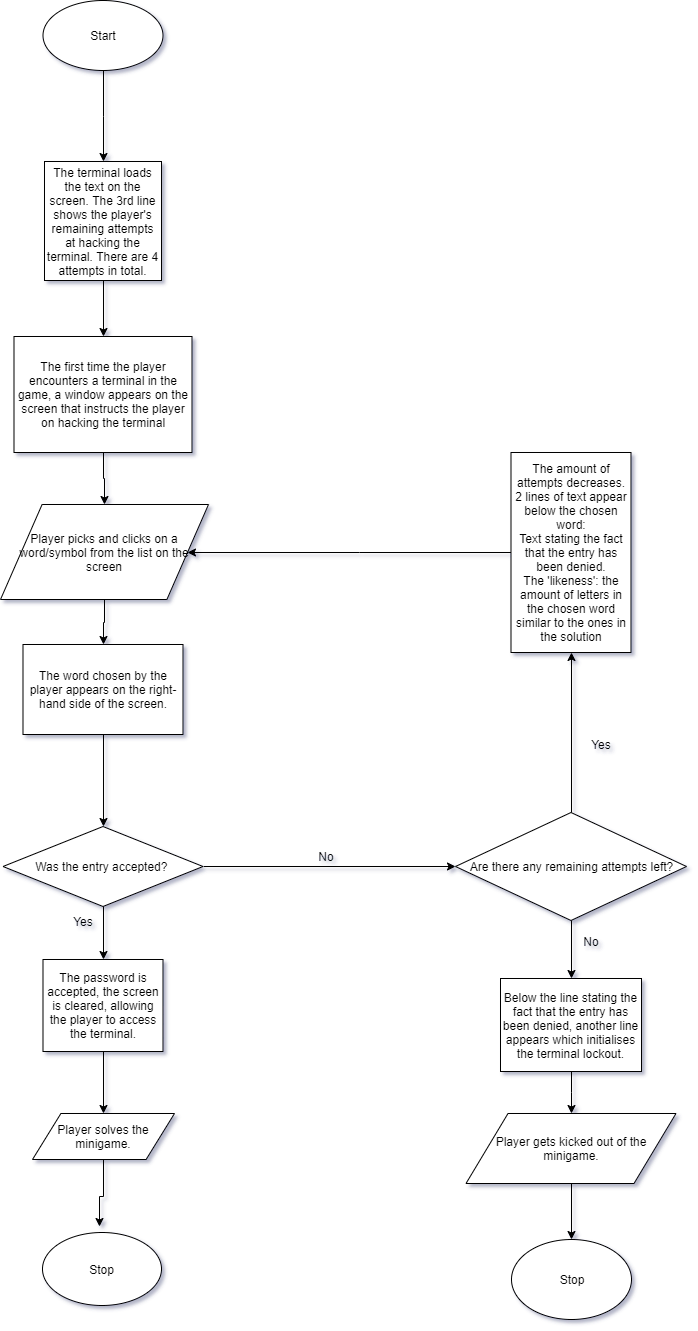 Start
The terminal loads
the text on the
screen. The 3rd line
shows the player's
remaining attempts
at hacking the
terminal. There are 4
attempts in total.
The first time the player
encounters a terminal in the
game, a window appears on the
screen that instructs the player
on hacking the terminal
Player picks and clicks on a
word/symbol from the list on the
screen
The word chosen by the
player appears on the right-
hand side of the screen.
Was the entry accepted?
No
Are there any remaining attempts left?
Yes
The amount of
attempts decreases.
2 lines of text appear
below the chosen
word:
Text stating the fact
that the entry has
been denied.
The 'likeness': the
amount of letters in
the chosen word
similar to the ones in
the solution
Yes
The password is
accepted, the screen
is cleared, allowing
the player to access
the terminal.
Player solves the
minigame.
Stop
No
Below the line stating the
fact that the entry has
been denied, another line
appears which initialises
the terminal lockout.
Player gets kicked out of the
minigame.
Stop